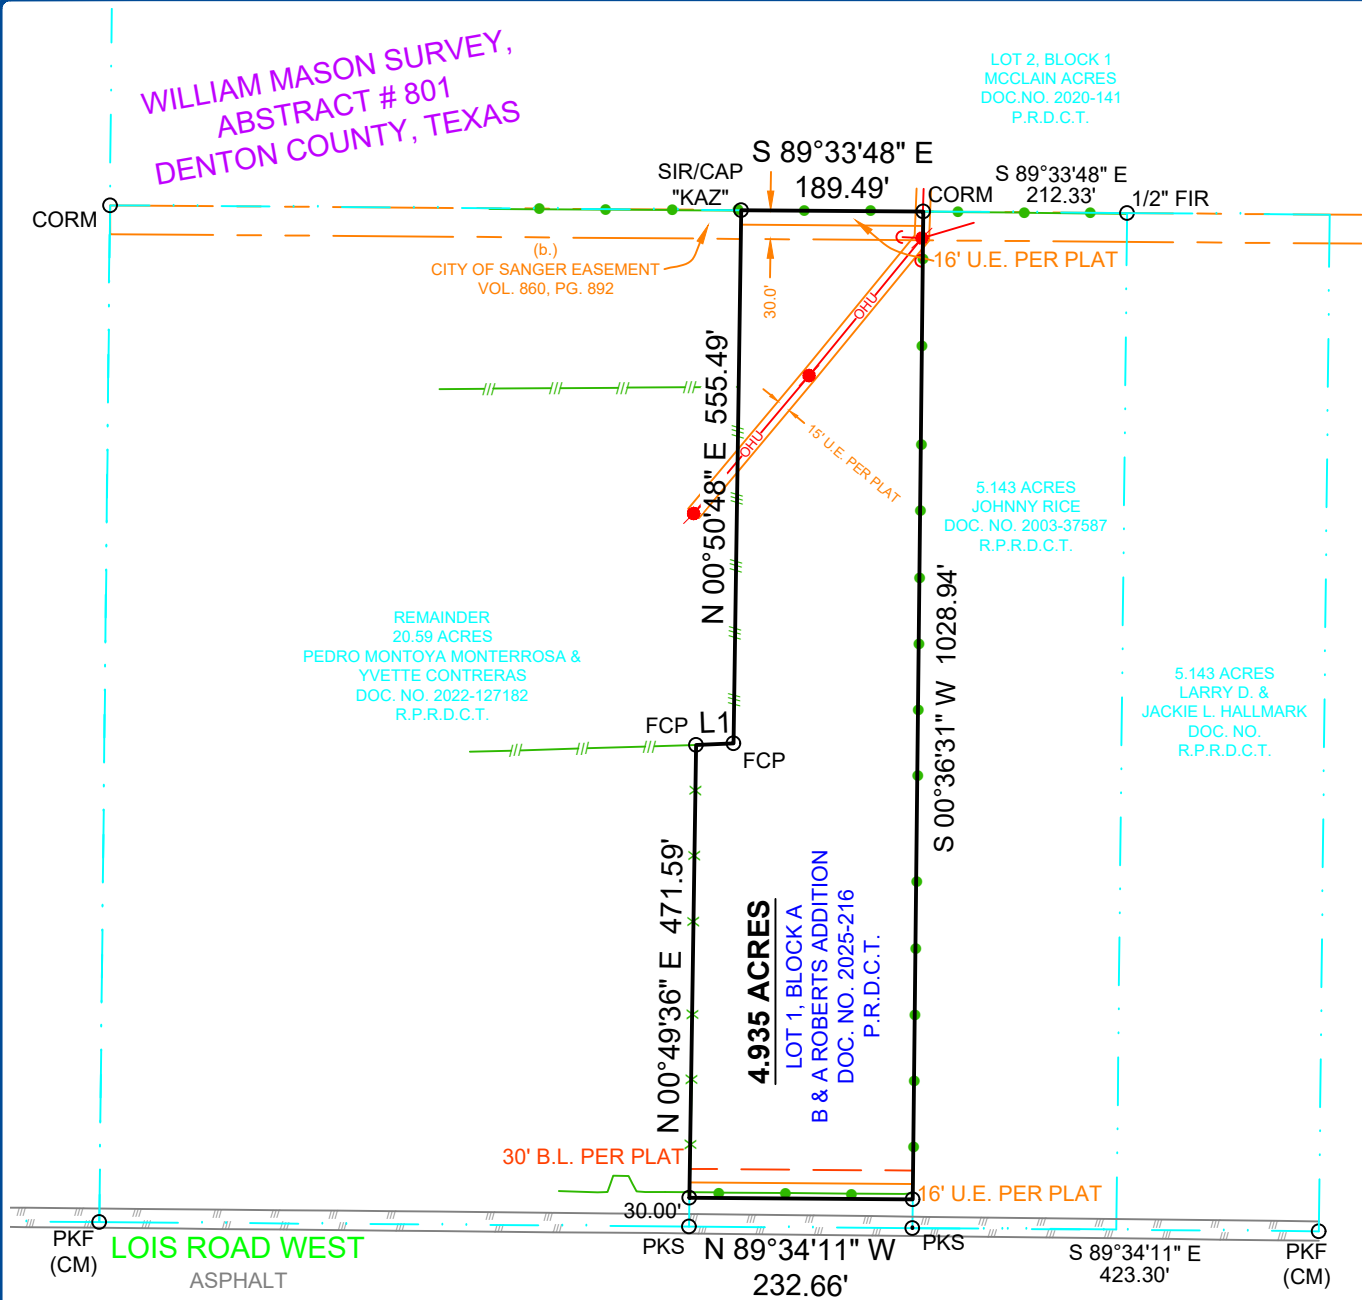 WILLIAM MASON SURVEY,
ABSTRACT # 801
DENTON COUNTY, TEXAS
LOT 2, BLOCK 1
MCCLAIN ACRES
DOC.NO. 2020-141
P.R.D.C.T.
S 89°33'48" E
189.49'
SIR/CAP
"KAZ"
CORM
S 89°33'48" E
212.33'
1/2" FIR
CORM
(b.)
CITY OF SANGER EASEMENT
VOL. 860, PG. 892
30.0'
16' U.E. PER PLAT
OHU
OHU
15' U.E. PER PLAT
N 00°50'48" E 555.49'
5.143 ACRES
JOHNNY RICE
DOC. NO. 2003-37587
R.P.R.D.C.T.
S 00°36'31" W 1028.94'
REMAINDER
20.59 ACRES
PEDRO MONTOYA MONTERROSA &
YVETTE CONTRERAS
DOC. NO. 2022-127182
R.P.R.D.C.T.
5.143 ACRES
LARRY D. &
JACKIE L. HALLMARK
DOC. NO.
R.P.R.D.C.T.
FCP
L1
FCP
N 00°49'36" E 471.59'
4.935 ACRES
LOT 1, BLOCK A
B & A ROBERTS ADDITION
DOC. NO. 2025-216
P.R.D.C.T.
30' B.L. PER PLAT
16' U.E. PER PLAT
30.00'
PKF
(CM)
LOIS ROAD WEST
ASPHALT
PKS
N 89°34'11" W
232.66'
PKS
S 89°34'11" E
423.30'
PKF
(CM)